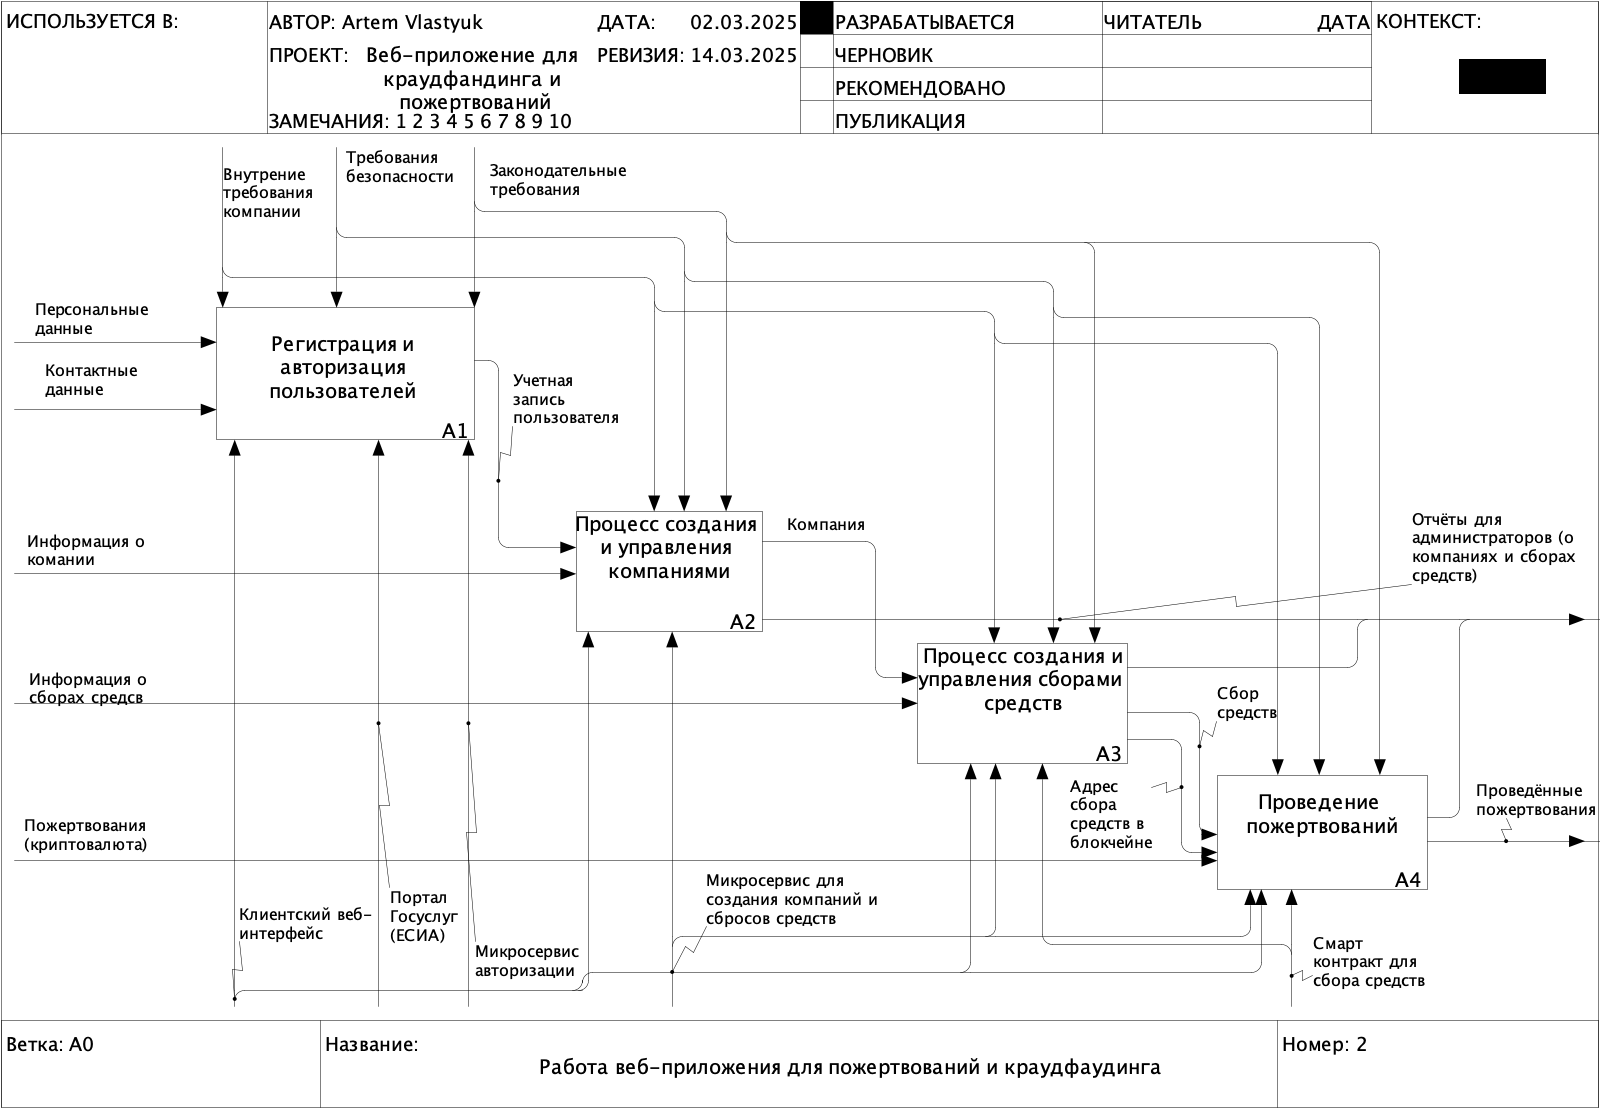 ИСПОЛЬЗУЕТСЯ В:
АВТОР: Artem Vlastyuk
ДАТА: 02.03.2025
ПРОЕКТ: Веб-приложение для
краудфандинга и
пожертвований
РЕВИЗИЯ: 14.03.2025
ЗАМЕЧАНИЯ: 1 2 3 4 5 6 7 8 9 10
РАЗРАБАТЫВАЕТСЯ
ЧЕРНОВИК
РЕКОМЕНДОВАНО
ПУБЛИКАЦИЯ
ЧИТАТЕЛЬ
ДАТА
КОНТЕКСТ:
Внутрение
требования
компании
Требования
безопасности
Законодательные
требования
Персональные
данные
Контактные
данные
Регистрация и
авторизация
пользователей
A1
Учетная
запись
пользователя
Информация о
комании
Процесс создания
и управления
компаниями
A2
Компания
Отчёты для
администраторов (о
компаниях и сборах
средств)
Информация о
сборах средсв
Процесс создания и
управления сборами
средств
A3
Сбор
средств
Адрес
сбора
средств в
блокчейне
Пожертвования
(криптовалюта)
Проведение
пожертвований
A4
Проведённые
пожертвования
Клиентский веб-
интерфейс
Портал
Госуслуг
(ЕСИА)
Микросервис
авторизации
Микросервис для
создания компаний и
сбросов средств
Смарт
контракт для
сбора средств
Ветка: A0
Название:
Работа веб-приложения для пожертвований и краудфаудинга
Номер: 2